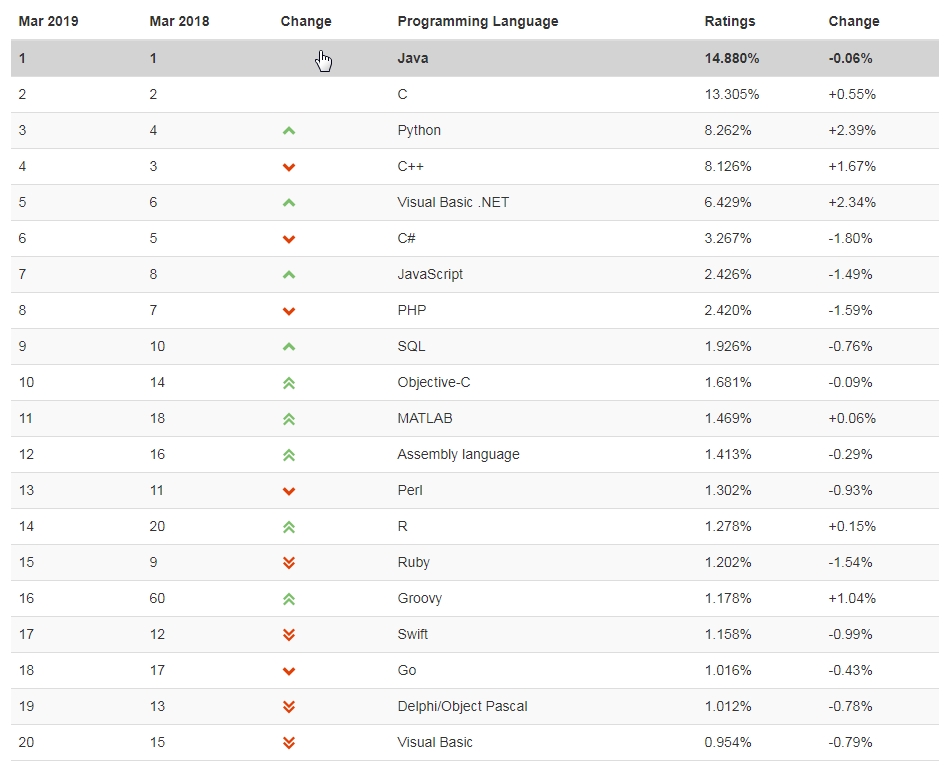 Mar 2019 Mar 2018 Change Programming Language Ratings Change
1 1 Java 14.880% -0.06%
2 2 C 13.305% +0.55%
3 4 Python 8.262% +2.39%
4 3 C++ 8.126% +1.67%
5 6 Visual Basic .NET 6.429% +2.34%
6 5 C# 3.267% -1.80%
7 8 JavaScript 2.426% -1.49%
8 7 PHP 2.420% -1.59%
9 10 SQL 1.926% -0.76%
10 14 Objective-C 1.681% -0.09%
11 18 MATLAB 1.469% +0.06%
12 16 Assembly language 1.413% -0.29%
13 11 Perl 1.302% -0.93%
14 20 R 1.278% +0.15%
15 9 Ruby 1.202% -1.54%
16 60 Groovy 1.178% +1.04%
17 12 Swift 1.158% -0.99%
18 17 Go 1.016% -0.43%
19 13 Delphi/Object Pascal 1.012% -0.78%
20 15 Visual Basic 0.954% -0.79%